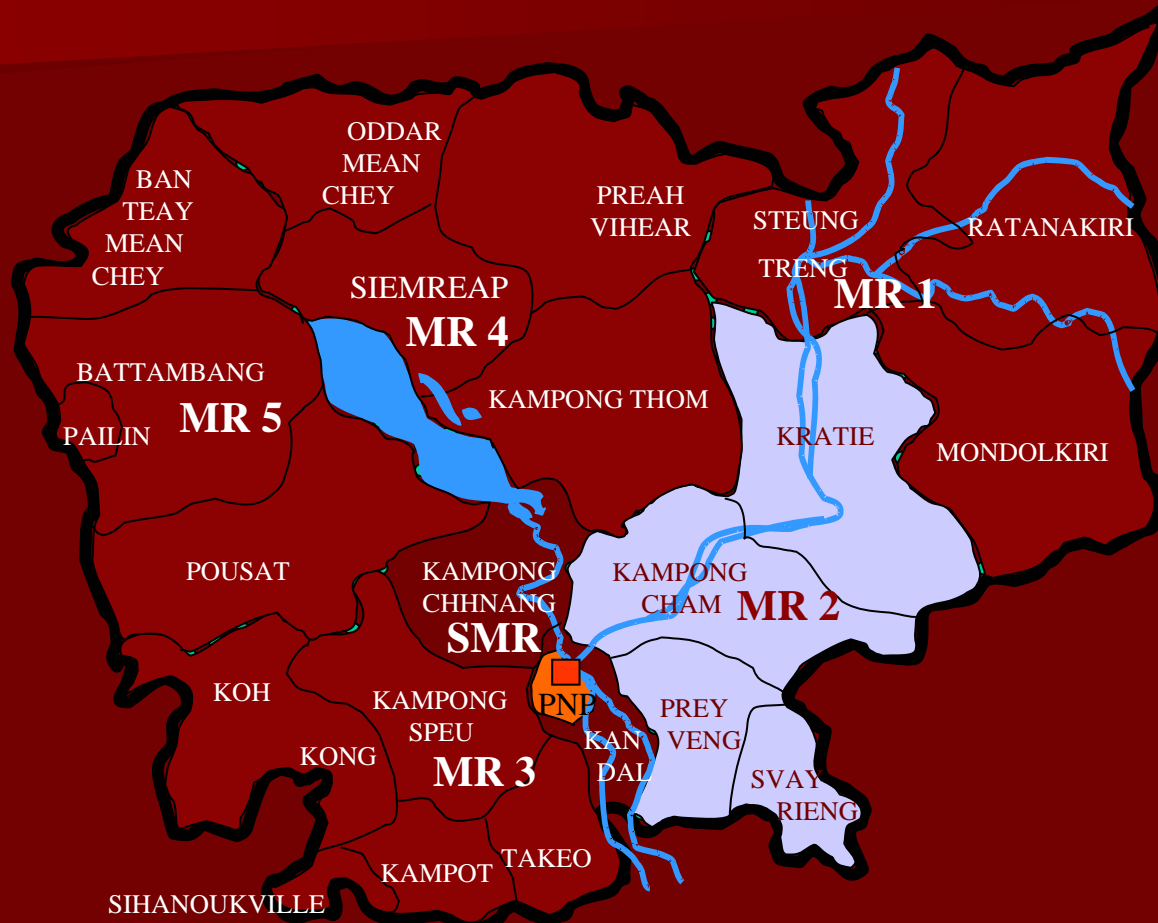 ODDAR
MEAN
CHEY
BAN
TEAY
MEAN
CHEY
PREAH
VIHEAR
STEUNG
TRENG
RATANAKIRI
MR 1
SIEMREAP
MR 4
BATTAMBANG
MR 5
PAILIN
KAMPONG THOM
KRATIE
MONDOLKIRI
POUSAT
KAMPONG
CHHNANG
SMR
KAMPONG
CHAM
MR 2
KOH
KONG
KAMPONG
SPEU
MR 3
PNP
KAN
DAL
PREY
VENG
SVAY
RIENG
TAKEO
KAMPOT
SIHANOUKVILLE